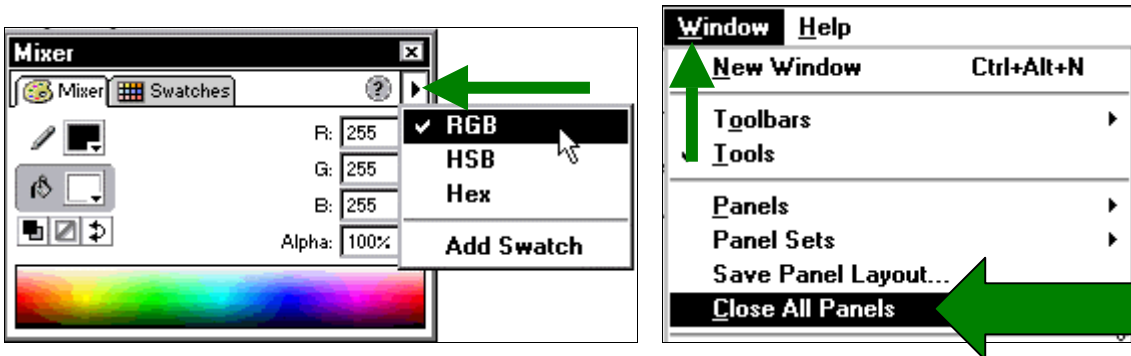 Mixer
Mixer Swatches ?
R: 255
G: 255
B: 255
Alpha: 100%
RGB
HSB
Hex
Add Swatch
Window Help
New Window Ctrl+Alt+N
Toolbars
Tools
Panels
Panel Sets
Save Panel Layout...
Close All Panels